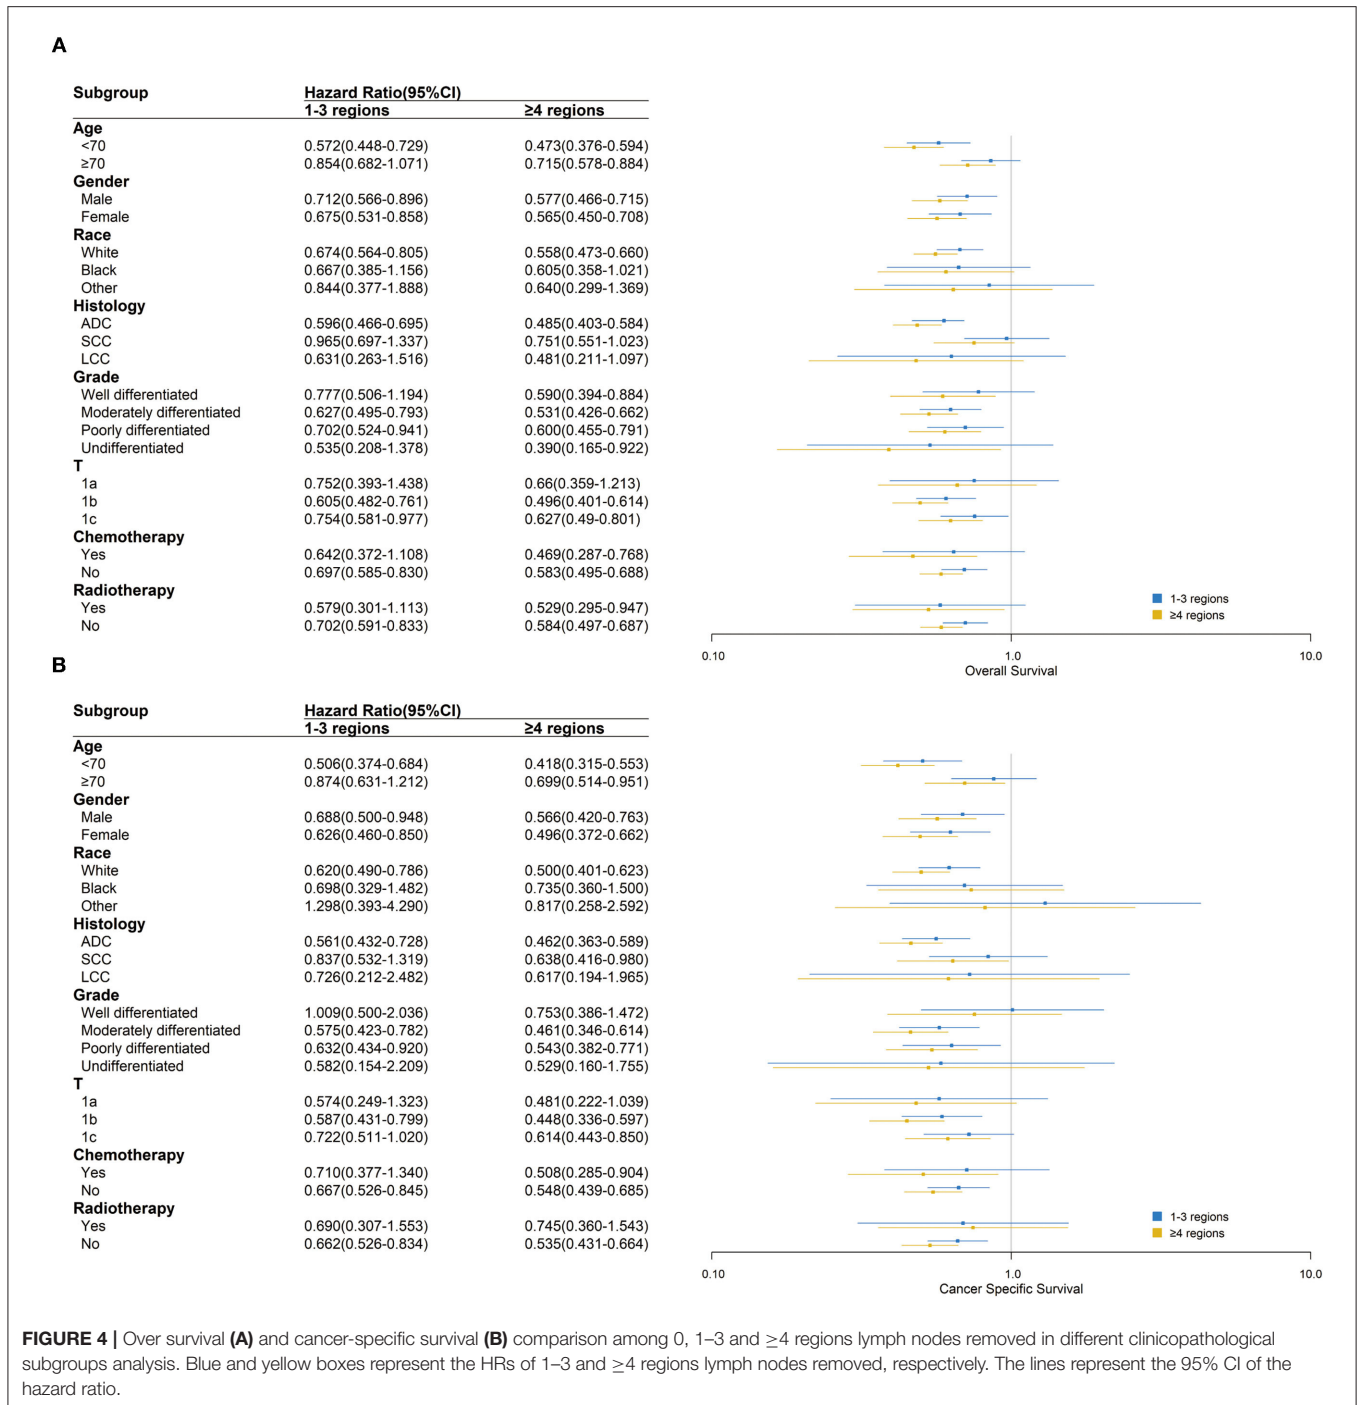 A
Subgroup Hazard Ratio(95%CI)
1-3 regions ≥4 regions
Age
<70 0.572(0.448-0.729) 0.473(0.376-0.594)
≥70 0.854(0.682-1.071) 0.715(0.578-0.884)
Gender
Male 0.712(0.566-0.896) 0.577(0.466-0.715)
Female 0.675(0.531-0.858) 0.565(0.450-0.708)
Race
White 0.674(0.564-0.805) 0.558(0.473-0.660)
Black 0.667(0.385-1.156) 0.605(0.358-1.021)
Other 0.844(0.377-1.888) 0.640(0.299-1.369)
Histology
ADC 0.596(0.466-0.695) 0.485(0.403-0.584)
SCC 0.965(0.697-1.337) 0.751(0.551-1.023)
LCC 0.631(0.263-1.516) 0.481(0.211-1.097)
Grade
Well differentiated 0.777(0.506-1.194) 0.590(0.394-0.884)
Moderately differentiated 0.627(0.495-0.793) 0.531(0.426-0.662)
Poorly differentiated 0.702(0.524-0.941) 0.600(0.455-0.791)
Undifferentiated 0.535(0.208-1.378) 0.390(0.165-0.922)
T
1a 0.752(0.393-1.438) 0.66(0.359-1.213)
1b 0.605(0.482-0.761) 0.496(0.401-0.614)
1c 0.754(0.581-0.977) 0.627(0.49-0.801)
Chemotherapy
Yes 0.642(0.372-1.108) 0.469(0.287-0.768)
No 0.697(0.585-0.830) 0.583(0.495-0.688)
Radiotherapy
Yes 0.579(0.301-1.113) 0.529(0.295-0.947)
No 0.702(0.591-0.833) 0.584(0.497-0.687)
1-3 regions
≥4 regions
0.10 1.0 10.0
Overall Survival
B
Subgroup Hazard Ratio(95%CI)
1-3 regions ≥4 regions
Age
<70 0.506(0.374-0.684) 0.418(0.315-0.553)
≥70 0.874(0.631-1.212) 0.699(0.514-0.951)
Gender
Male 0.688(0.500-0.948) 0.566(0.420-0.763)
Female 0.626(0.460-0.850) 0.496(0.372-0.662)
Race
White 0.620(0.490-0.786) 0.500(0.401-0.623)
Black 0.698(0.329-1.482) 0.735(0.360-1.500)
Other 1.298(0.393-4.290) 0.817(0.258-2.592)
Histology
ADC 0.561(0.432-0.728) 0.462(0.363-0.589)
SCC 0.837(0.532-1.319) 0.638(0.416-0.980)
LCC 0.726(0.212-2.482) 0.617(0.194-1.965)
Grade
Well differentiated 1.009(0.500-2.036) 0.753(0.386-1.472)
Moderately differentiated 0.575(0.423-0.782) 0.461(0.346-0.614)
Poorly differentiated 0.632(0.434-0.920) 0.543(0.382-0.771)
Undifferentiated 0.582(0.154-2.209) 0.529(0.160-1.755)
T
1a 0.574(0.249-1.323) 0.481(0.222-1.039)
1b 0.587(0.431-0.799) 0.448(0.336-0.597)
1c 0.722(0.511-1.020) 0.614(0.443-0.850)
Chemotherapy
Yes 0.710(0.377-1.340) 0.508(0.285-0.904)
No 0.667(0.526-0.845) 0.548(0.439-0.685)
Radiotherapy
Yes 0.690(0.307-1.553) 0.745(0.360-1.543)
No 0.662(0.526-0.834) 0.535(0.431-0.664)
1-3 regions
≥4 regions
0.10 1.0 10.0
Cancer Specific Survival
FIGURE 4 | Over survival (A) and cancer-specific survival (B) comparison among 0, 1–3 and ≥4 regions lymph nodes removed in different clinicopathological
subgroups analysis. Blue and yellow boxes represent the HRs of 1–3 and ≥4 regions lymph nodes removed, respectively. The lines represent the 95% CI of the
hazard ratio.